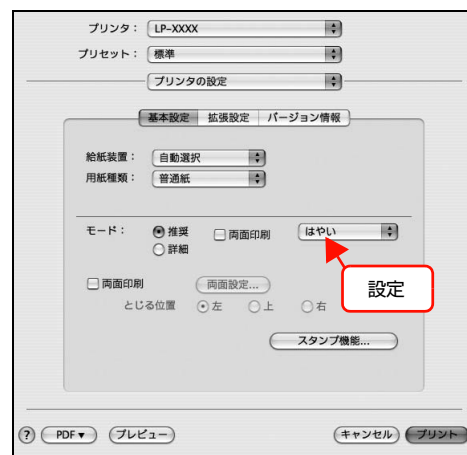 プリンタ： LP-XXXX
プリセット： 標準
プリンタの設定
基本設定 拡張設定 バージョン情報
給紙装置： 自動選択
用紙種類： 普通紙
モード： 推奨 両面印刷 はやい
詳細
設定
両面印刷 両面設定...
とじる位置 左 上 右
スタンプ機能...
? PDF▼ プレビュー キャンセル プリント